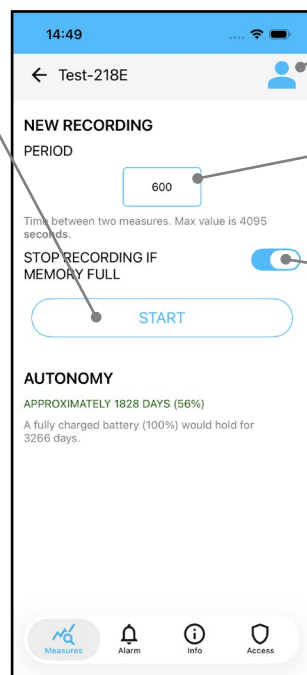 14:49
Test-218E
NEW RECORDING
PERIOD
600
Time between two measures. Max value is 4095
seconds.
STOP RECORDING IF
MEMORY FULL
START
AUTONOMY
APPROXIMATELY 1828 DAYS (56%)
A fully charged battery (100%) would hold for
3266 days.
Measures Alarm Info Access